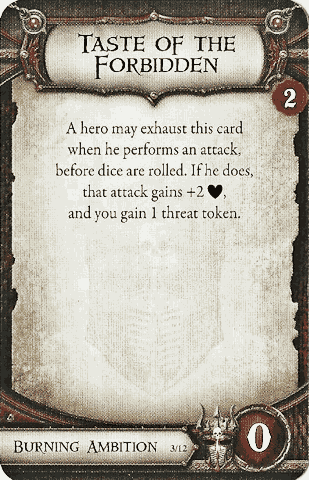 TASTE OF THE
FORBIDDEN
2
A hero may exhaust this card
when he performs an attack,
before dice are rolled. If he does,
that attack gains +2 ♥,
and you gain 1 threat token.
BURNING AMBITION 3/12
0